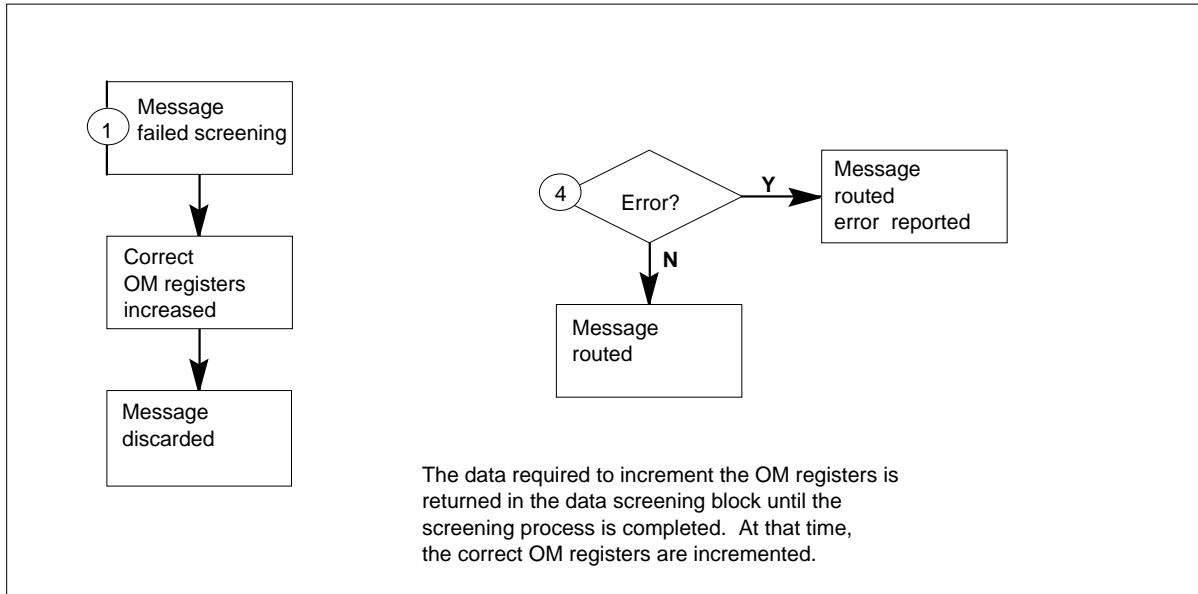 1
Message
failed screening
Correct
OM registers
increased
Message
discarded
4
Error?
Y
Message
routed
error reported
N
Message
routed
The data required to increment the OM registers is
returned in the data screening block until the
screening process is completed. At that time,
the correct OM registers are incremented.